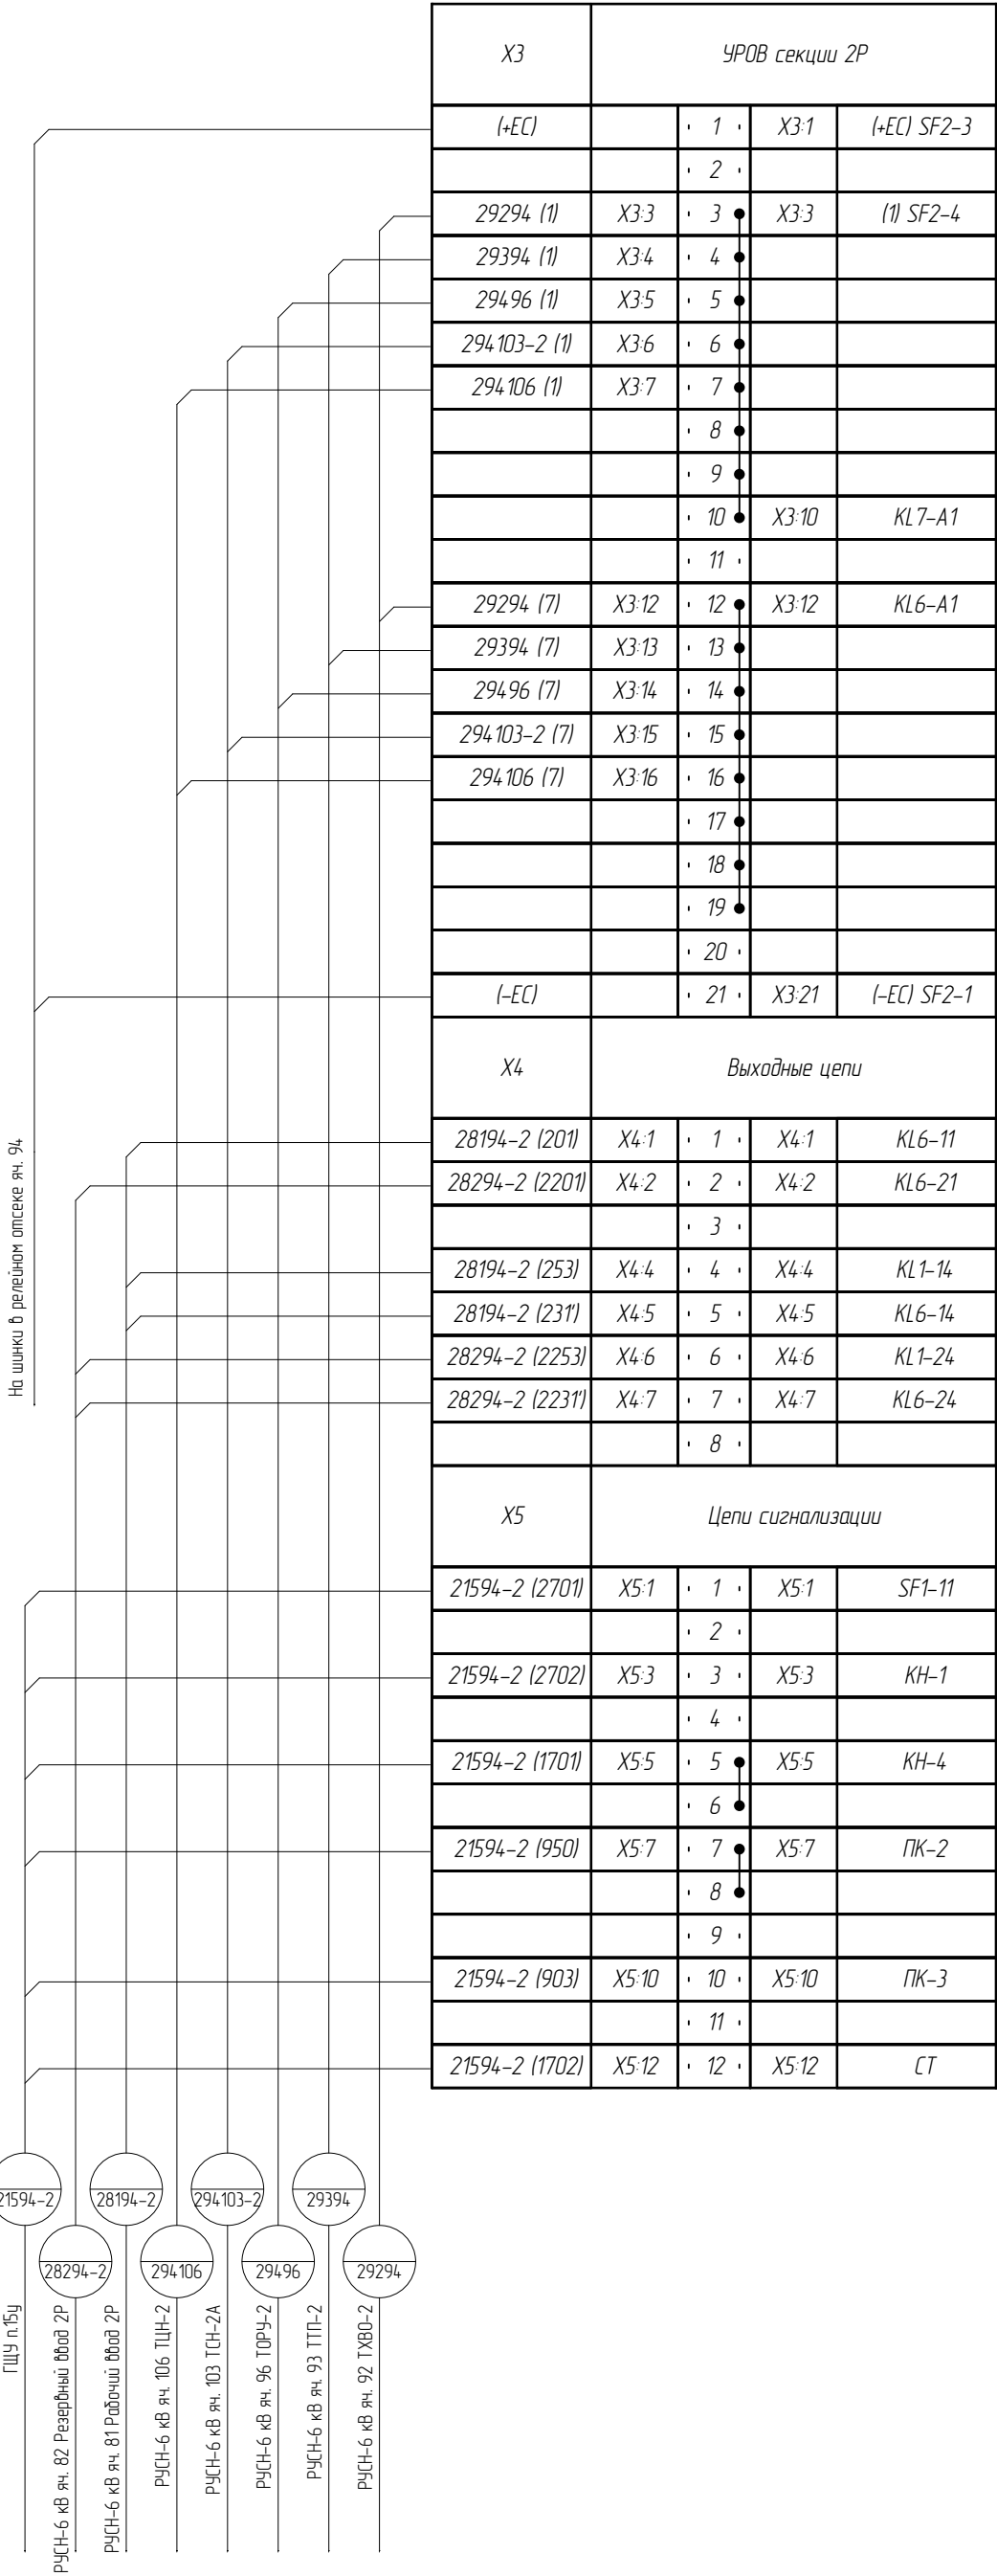 X3 УРОВ секции 2Р
(+ЕС) 1 X3:1 (+ЕС) SF2-3
2
29294 (1) X3:3 3 X3:3 (1) SF2-4
29394 (1) X3:4 4
29496 (1) X3:5 5
294103-2 (1) X3:6 6
294106 (1) X3:7 7
8
9
10 X3:10 KL7-A1
11
29294 (7) X3:12 12 X3:12 KL6-A1
29394 (7) X3:13 13
29496 (7) X3:14 14
294103-2 (7) X3:15 15
294106 (7) X3:16 16
17
18
19
20
(-ЕС) 21 X3:21 (-ЕС) SF2-1
X4 Выходные цепи
28194-2 (201) X4:1 1 X4:1 KL6-11
28294-2 (2201) X4:2 2 X4:2 KL6-21
3
28194-2 (253) X4:4 4 X4:4 KL1-14
28194-2 (231') X4:5 5 X4:5 KL6-14
28294-2 (2253) X4:6 6 X4:6 KL1-24
28294-2 (2231') X4:7 7 X4:7 KL6-24
8
X5 Цепи сигнализации
21594-2 (2701) X5:1 1 X5:1 SF1-11
2
21594-2 (2702) X5:3 3 X5:3 КН-1
4
21594-2 (1701) X5:5 5 X5:5 КН-4
6
21594-2 (950) X5:7 7 X5:7 ПК-2
8
9
21594-2 (903) X5:10 10 X5:10 ПК-3
11
21594-2 (1702) X5:12 12 X5:12 СТ
На шинки в релейном отсеке яч. 94
21594-2
28194-2
294103-2
29394
28294-2
294106
29496
29294
ГЩУ п.15у
РУСН-6 кВ яч. 82 Резервный ввод 2Р
РУСН-6 кВ яч. 81 Рабочий ввод 2Р
РУСН-6 кВ яч. 106 ТЦН-2
РУСН-6 кВ яч. 103 ТСН-2А
РУСН-6 кВ яч. 96 ТОРУ-2
РУСН-6 кВ яч. 93 ТТП-2
РУСН-6 кВ яч. 92 ТХВО-2